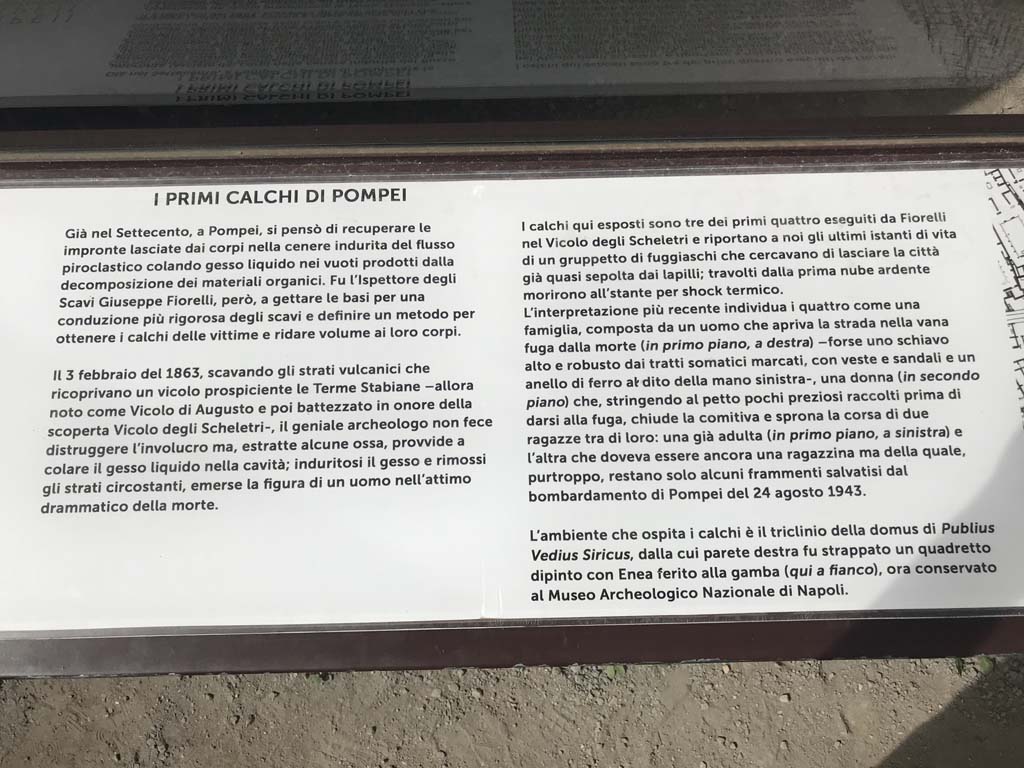 I PRIMI CALCHI DI POMPEI
Già nel Settecento, a Pompei, si pensò di recuperare le
impronte lasciate dai corpi nella cenere indurita del flusso
piroclastico colando gesso liquido nei vuoti prodotti dalla
decomposizione dei materiali organici. Fu l'Ispettore degli
Scavi Giuseppe Fiorelli, però, a gettare le basi per una
conduzione più rigorosa degli scavi e definire un metodo per
ottenere i calchi delle vittime e ridare volume ai loro corpi.
Il 3 febbraio del 1863, scavando gli strati vulcanici che
ricoprivano un vicolo prospiciente le Terme Stabiane –allora
noto come Vicolo di Augusto e poi battezzato in onore della
scoperta Vicolo degli Scheletri-, il geniale archeologo non fece
distruggere l'involucro ma, estratte alcune ossa, provvide a
colare il gesso liquido nella cavità; induritosi il gesso e rimossi
gli strati circostanti, emerse la figura di un uomo nell'attimo
drammatico della morte.
I calchi qui esposti sono tre dei primi quattro eseguiti da Fiorelli
nel Vicolo degli Scheletri e riportano a noi gli ultimi istanti di vita
di un gruppetto di fuggiaschi che cercavano di lasciare la città
già quasi sepolta dai lapilli; travolti dalla prima nube ardente
morirono all'stante per shock termico.
L'interpretazione più recente individua i quattro come una
famiglia, composta da un uomo che apriva la strada nella vana
fuga dalla morte (in primo piano, a destra) –forse uno schiavo
alto e robusto dai tratti somatici marcati, con veste e sandali e un
anello di ferro al dito della mano sinistra-, una donna (in secondo
piano) che, stringendo al petto pochi preziosi raccolti prima di
darsi alla fuga, chiude la comitiva e sprona la corsa di due
ragazze tra di loro: una già adulta (in primo piano, a sinistra) e
l'altra che doveva essere ancora una ragazzina ma della quale,
purtroppo, restano solo alcuni frammenti salvatisi dal
bombardamento di Pompei del 24 agosto 1943.
L'ambiente che ospita i calchi è il triclinio della domus di Publius
Vedius Siricus, dalla cui parete destra fu strappato un quadretto
dipinto con Enea ferito alla gamba (qui a fianco), ora conservato
al Museo Archeologico Nazionale di Napoli.